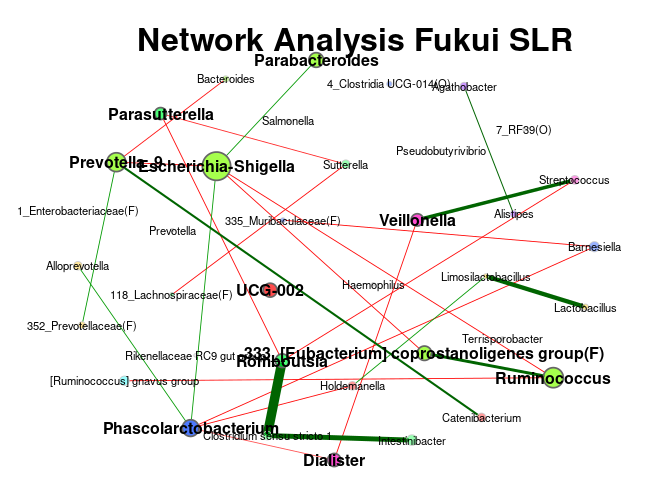 Network Analysis Fukui SLR
Parabacteroides
Bacteroides
4_Clostridia UCG-014(O)
Agathobacter
Parasutterella
Salmonella
7_RF39(O)
Pseudobutyrivibrio
Prevotella_9
Escherichia-Shigella
Sutterella
Streptococcus
1_Enterobacteriaceae(F)
335_Muribaculaceae(F)
Veillonella
Alistipes
Prevotella
Barnesiella
Alloprevotella
Limosilactobacillus
118_Lachnospiraceae(F)
UCG-002
Haemophilus
Lactobacillus
352_Prevotellaceae(F)
Terrisporobacter
Rikenellaceae RC9 gut
333_[Eubacterium] coprostanoligenes group(F)
Romboutsia
[Ruminococcus] gnavus group
Holdemanella
Ruminococcus
Catenibacterium
Phascolarctobacterium
Clostridium sensu stricto 1
Intestinibacter
Dialister